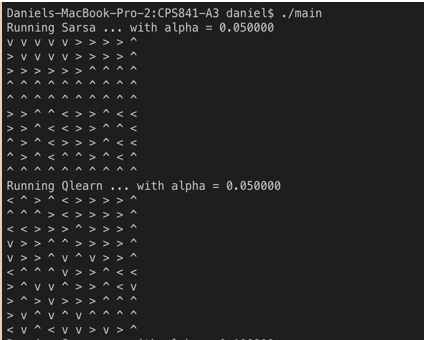 Daniels-MacBook-Pro-2:CPS841-A3 daniel$ ./main
Running Sarsa ... with alpha = 0.050000
v v v v v > > > > ^
> v v v v > > > > ^
> > > > > > ^ ^ ^ ^
^ ^ ^ ^ ^ ^ ^ ^ ^ ^
^ ^ ^ ^ ^ ^ ^ ^ ^ ^
> > ^ ^ < > > ^ < <
> > ^ < < > > ^ < <
^ > ^ < < > > ^ ^ <
^ > ^ < ^ ^ > ^ < ^
^ ^ ^ ^ ^ ^ ^ ^ ^ ^
Running Qlearn ... with alpha = 0.050000
< ^ > ^ < > > > > ^
^ ^ ^ > < > > > > ^
< < > > > ^ > > > ^
v > > ^ ^ > > > > ^
v > > ^ v ^ v > > ^
< ^ ^ ^ v > > ^ < <
> ^ v v ^ > > ^ < v
> ^ > v > > > ^ ^ ^
v ^ v ^ v ^ ^ ^ ^ ^
< v ^ < v v > v > ^